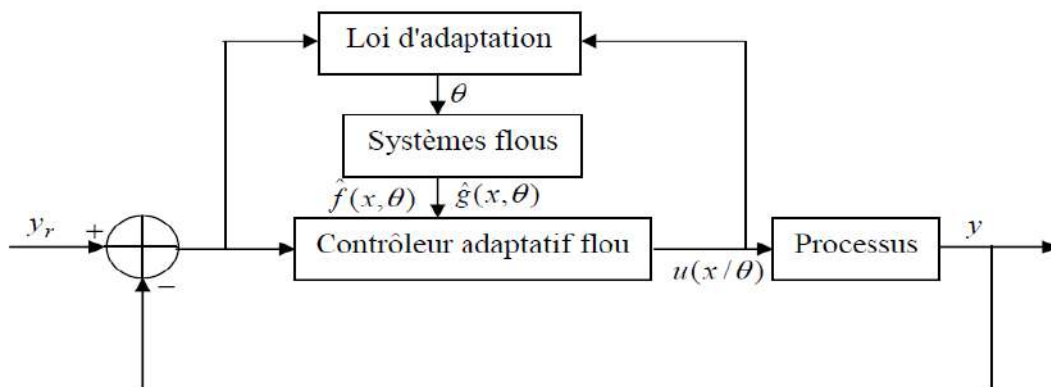 Loi d'adaptation
θ
Systèmes flous
f̂(x,θ) ĝ(x,θ)
y_r + Contrôleur adaptatif flou Processus y
u(x/θ)
−